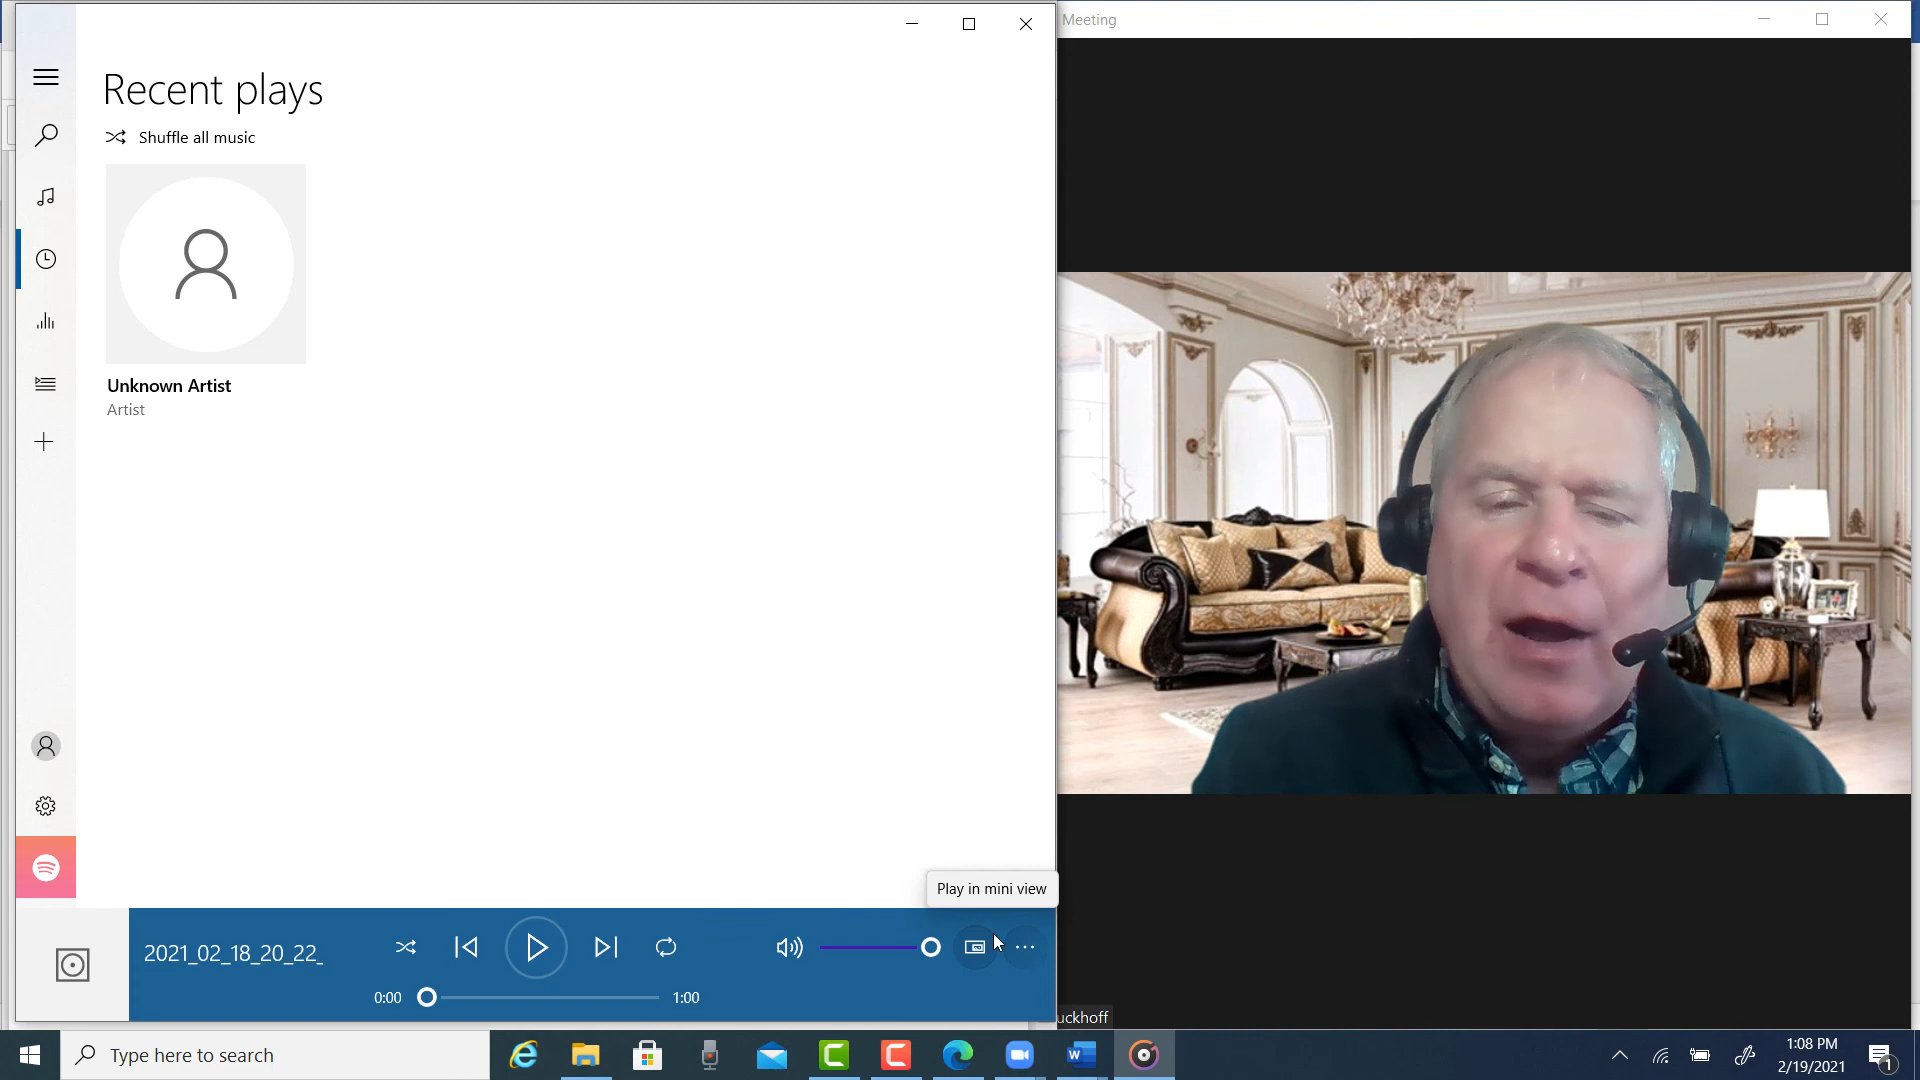 Meeting
Recent plays
Shuffle all music
Unknown Artist
Artist
Play in mini view
2021_02_18_20_22_
0:00
1:00
uckhoff
Type here to search
1:08 PM
2/19/2021
1